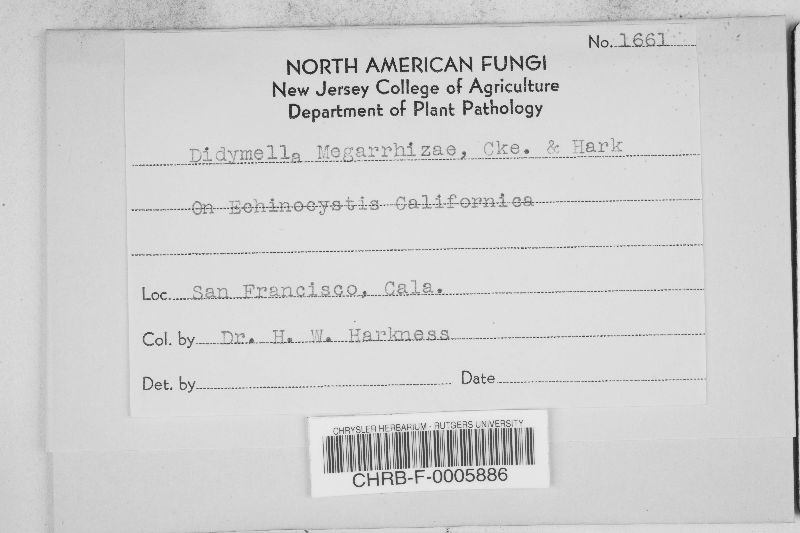 No. 1661
NORTH AMERICAN FUNGI
New Jersey College of Agriculture
Department of Plant Pathology
Didymella Megarrhizae, Cke. & Hark
On Echinocystis Californica
Loc. San Francisco, Cala.
Col. by Dr. H. W. Harkness
Det. by Date
CHRYSLER HERBARIUM - RUTGERS UNIVERSITY
CHRB-F-0005886